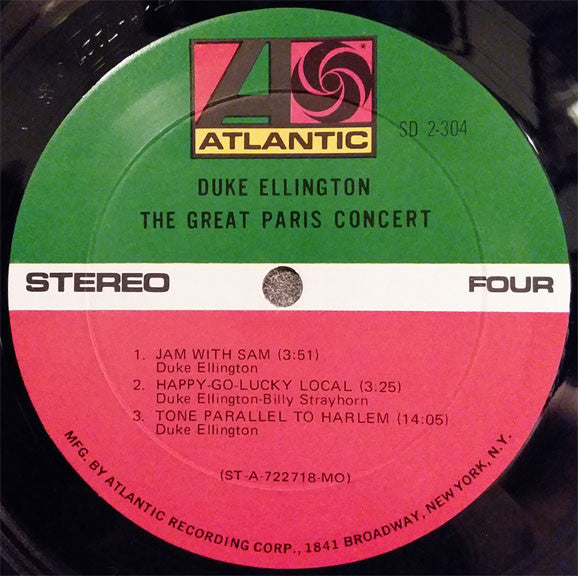 ATLANTIC
SD 2-304
DUKE ELLINGTON
THE GREAT PARIS CONCERT
STEREO FOUR
1. JAM WITH SAM (3:51)
Duke Ellington
2. HAPPY-GO-LUCKY LOCAL (3:25)
Duke Ellington-Billy Strayhorn
3. TONE PARALLEL TO HARLEM (14:05)
Duke Ellington
(ST-A-722718-MO)
MFG. BY ATLANTIC RECORDING CORP., 1841 BROADWAY, NEW YORK, N.Y.